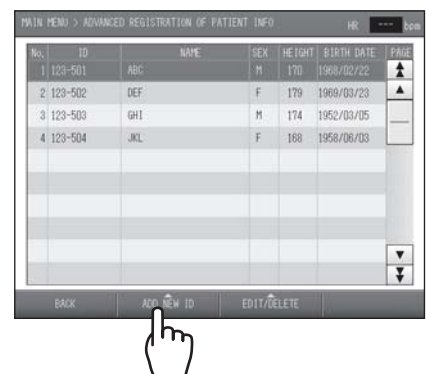 MAIN MENU > ADVANCED REGISTRATION OF PATIENT INFO HR --- bpm
No. ID NAME SEX HEIGHT BIRTH DATE PAGE
1 123-501 ABC M 170 1968/02/22
2 123-502 DEF F 179 1969/03/23
3 123-503 GHI M 174 1952/03/05
4 123-504 JKL F 168 1958/06/03
BACK ADD NEW ID EDIT/DELETE